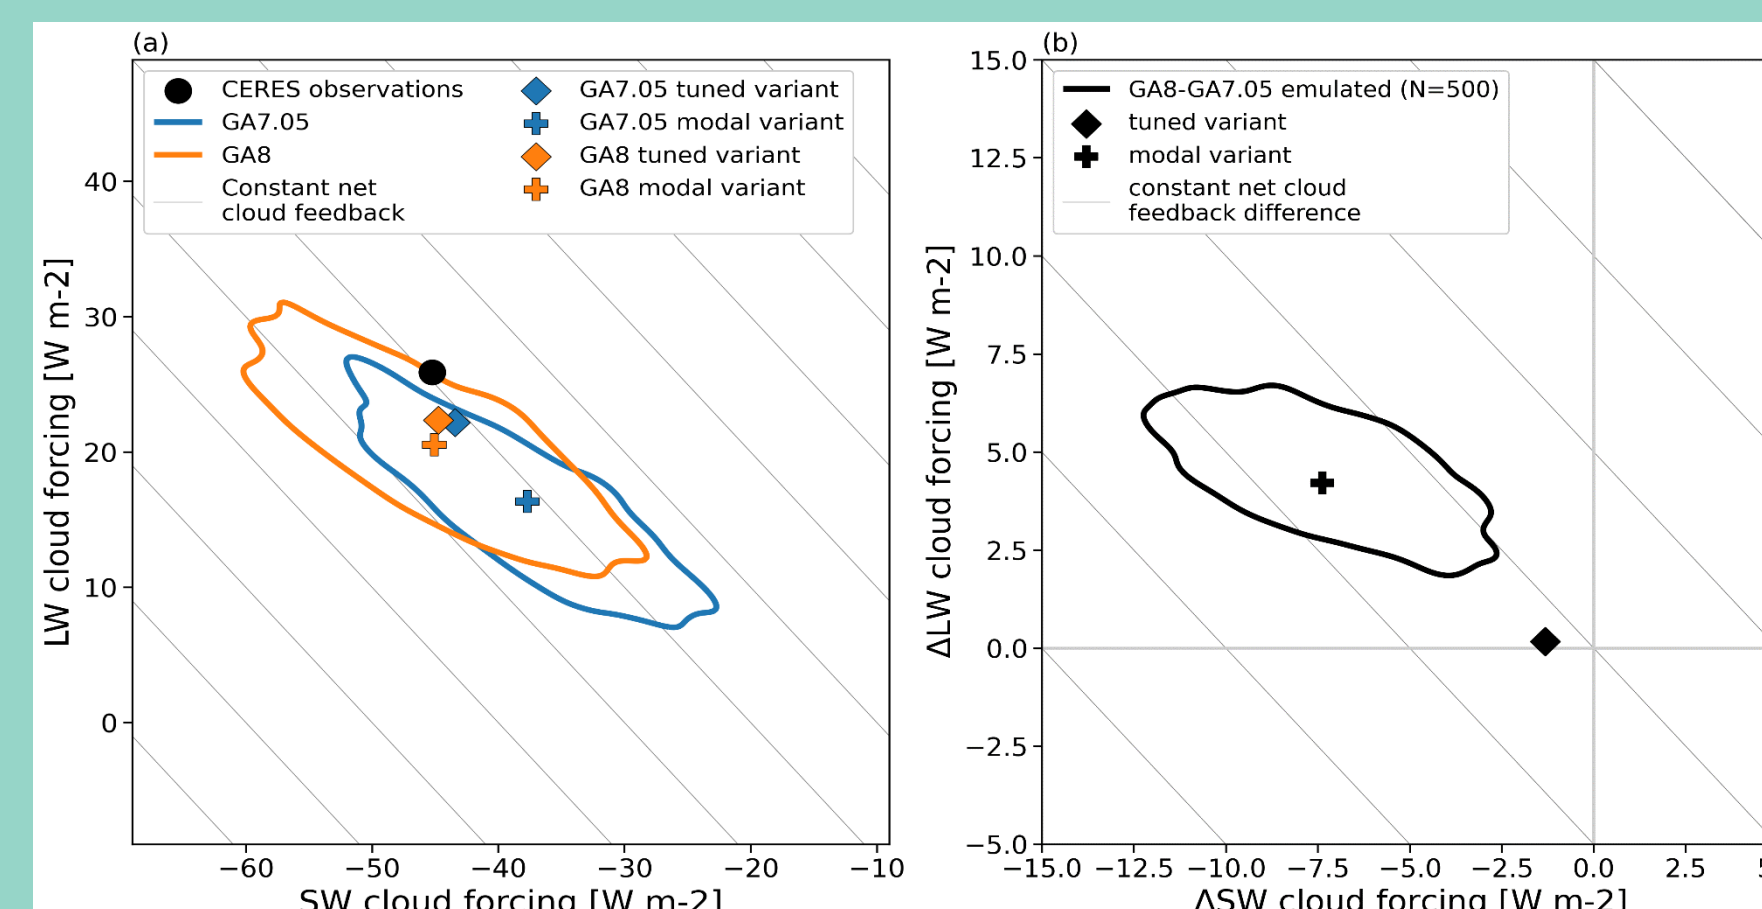 (a)
CERES observations
GA7.05
GA8
Constant net
cloud feedback
GA7.05 tuned variant
GA7.05 modal variant
GA8 tuned variant
GA8 modal variant
40
30
20
10
0
LW cloud forcing [W m-2]
−60 −50 −40 −30 −20 −10
SW cloud forcing [W m-2]
(b)
GA8-GA7.05 emulated (N=500)
tuned variant
modal variant
constant net cloud
feedback difference
15.0
12.5
10.0
7.5
5.0
2.5
0.0
−2.5
−5.0
ΔLW cloud forcing [W m-2]
−15.0 −12.5 −10.0 −7.5 −5.0 −2.5 0.0 2.5
ΔSW cloud forcing [W m-2]